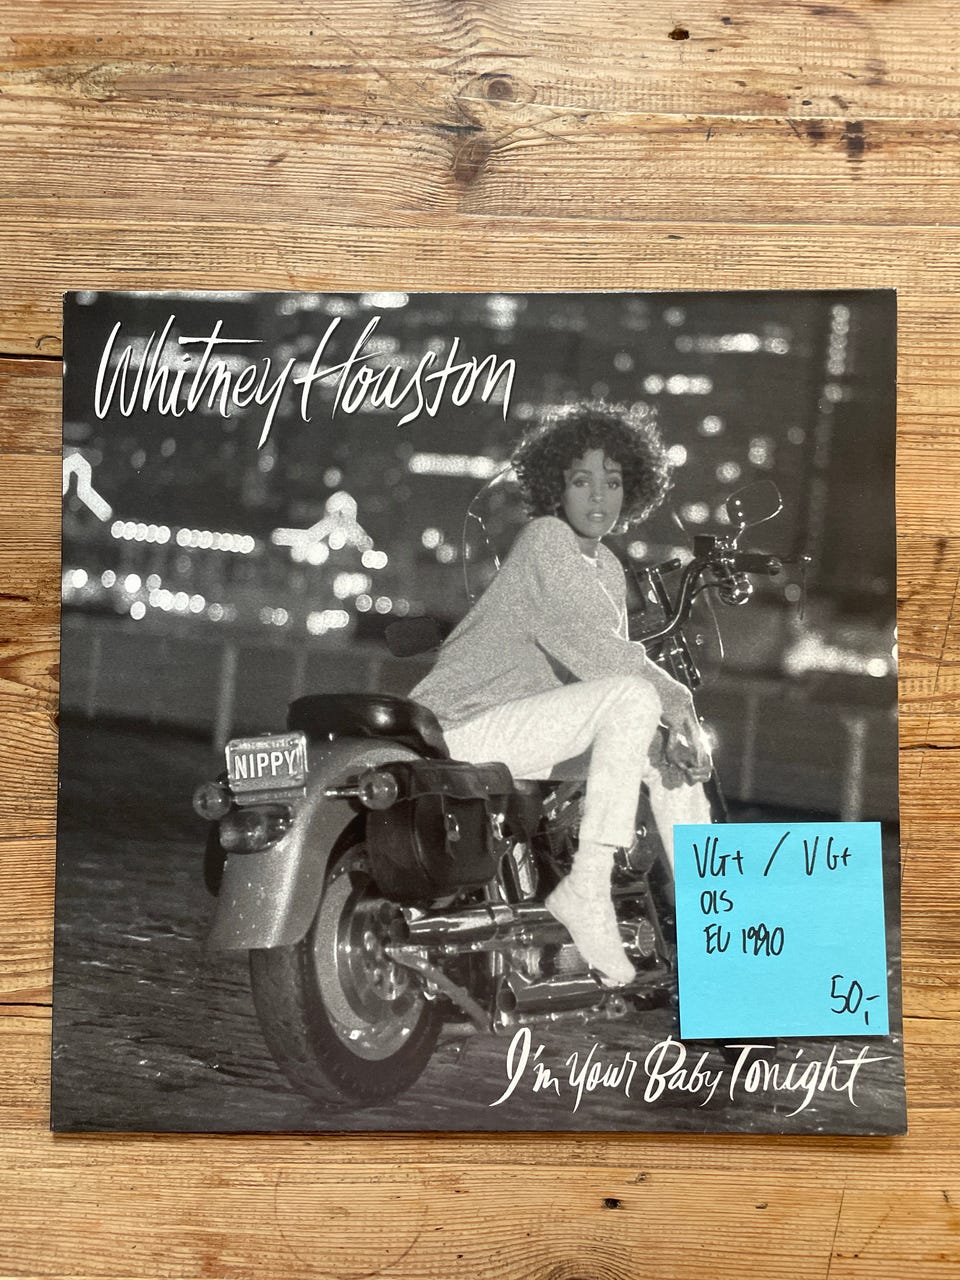 Whitney Houston
NIPPY
VG+ / VG+
OIS
EU 1990
50,-
I'm Your Baby Tonight